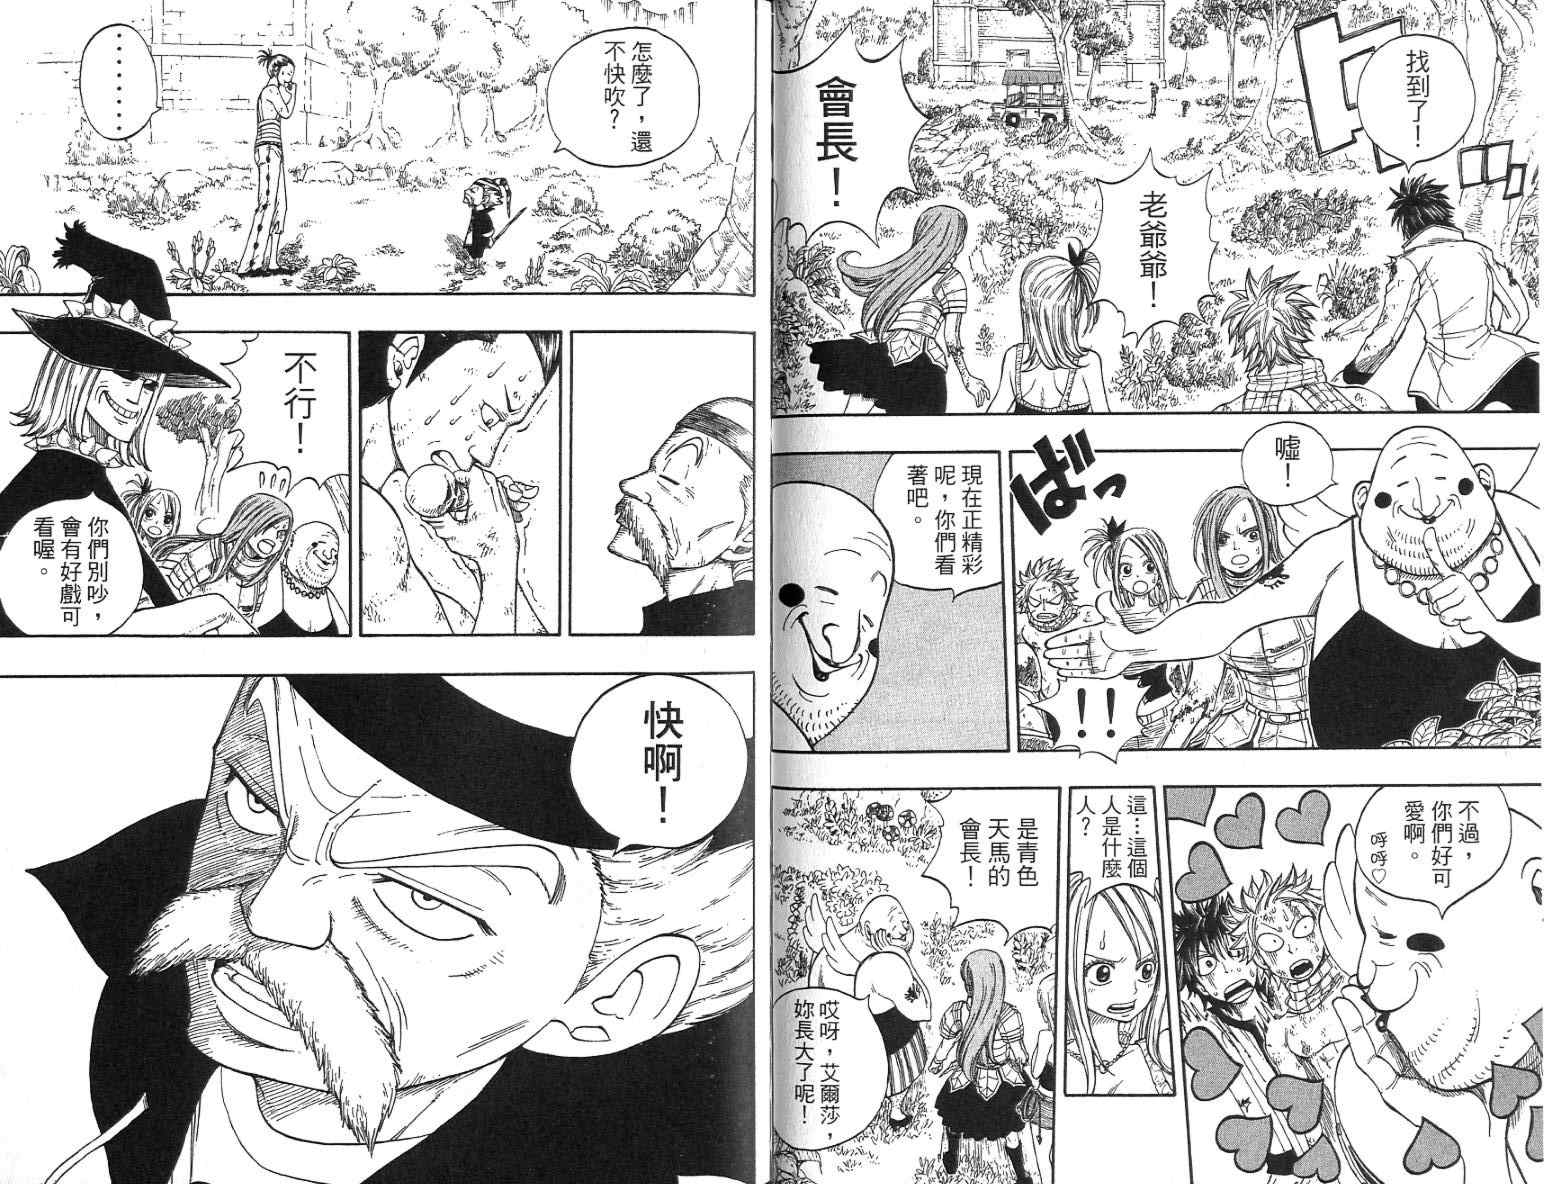 找到了！
老爺爺！
會長！
噓！
ばっ
!!
現在正精彩
呢，你們看
著吧。
不過，
你們好可
愛啊。
呼呼♡
這…這個
人是什麼
人？
是青色
天馬的
會長！
哎呀，艾爾莎，
妳長大了呢！
怎麼了，還
不快吹？
………
不行！
你們別吵，
會有好戲可
看喔。
快啊！